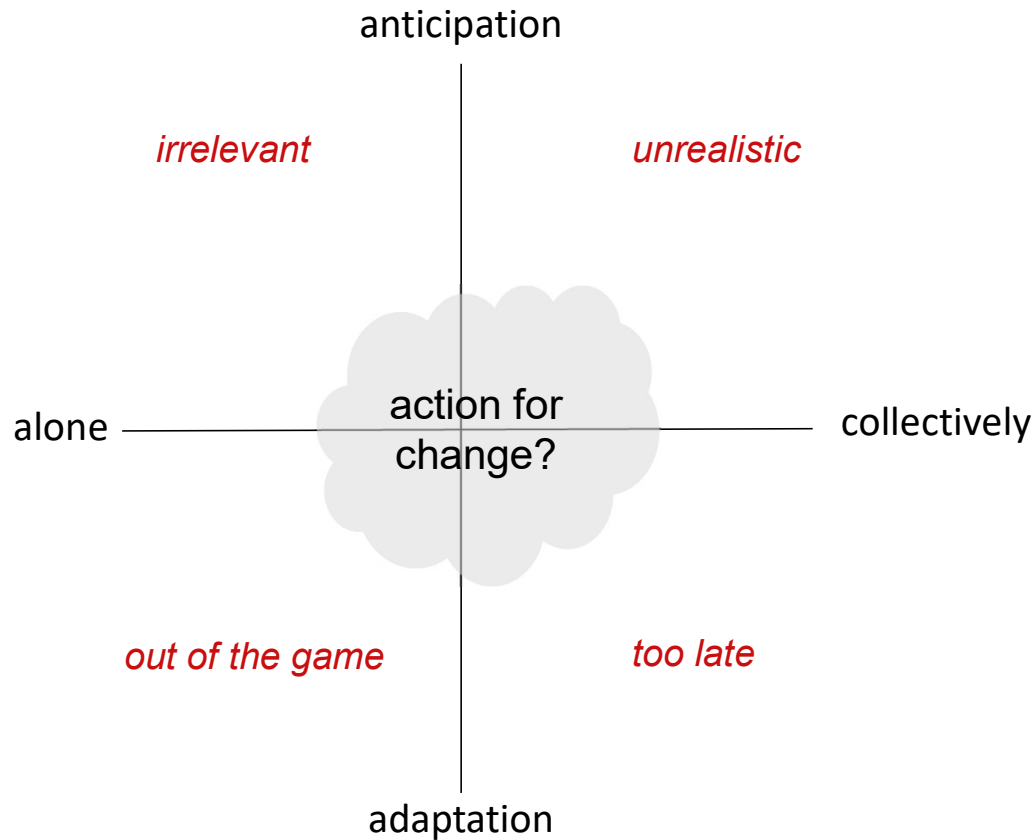 anticipation
irrelevant
unrealistic
action for
change?
alone
collectively
out of the game
too late
adaptation